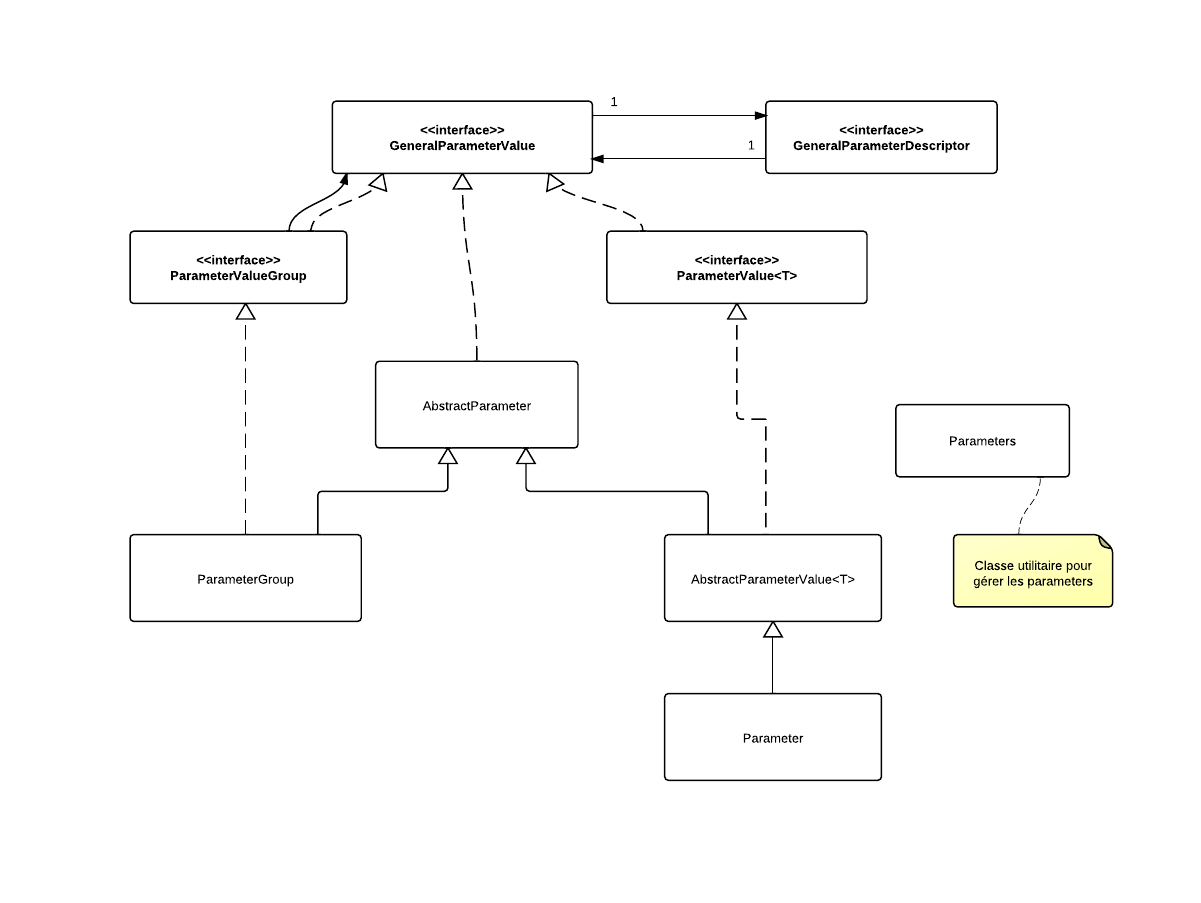 1
<<interface>>
GeneralParameterValue
<<interface>>
GeneralParameterDescriptor
1
<<interface>>
ParameterValueGroup
<<interface>>
ParameterValue<T>
AbstractParameter
Parameters
ParameterGroup
AbstractParameterValue<T>
Classe utilitaire pour
gérer les parameters
Parameter